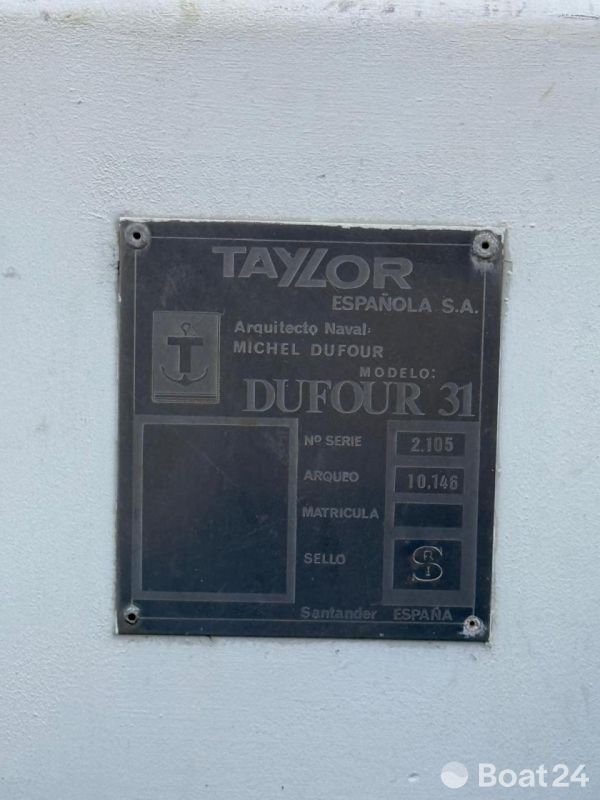 TAYLOR
ESPAÑOLA S.A.
T
Arquitecto Naval:
MICHEL DUFOUR
MODELO:
DUFOUR 31
Nº SERIE 2.105
ARQUEO 10.146
MATRICULA
SELLO S
Santander ESPAÑA
Boat24